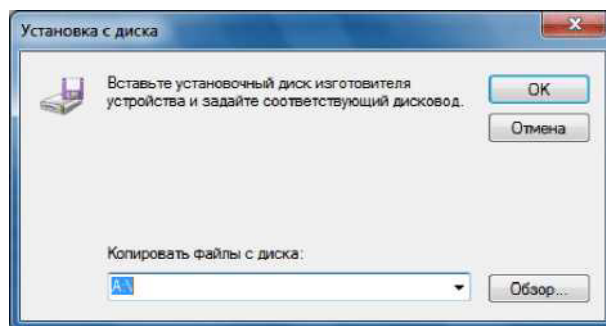 Установка с диска
Вставьте установочный диск изготовителя
устройства и задайте соответствующий дисковод.
OK
Отмена
Копировать файлы с диска:
A:\
Обзор...